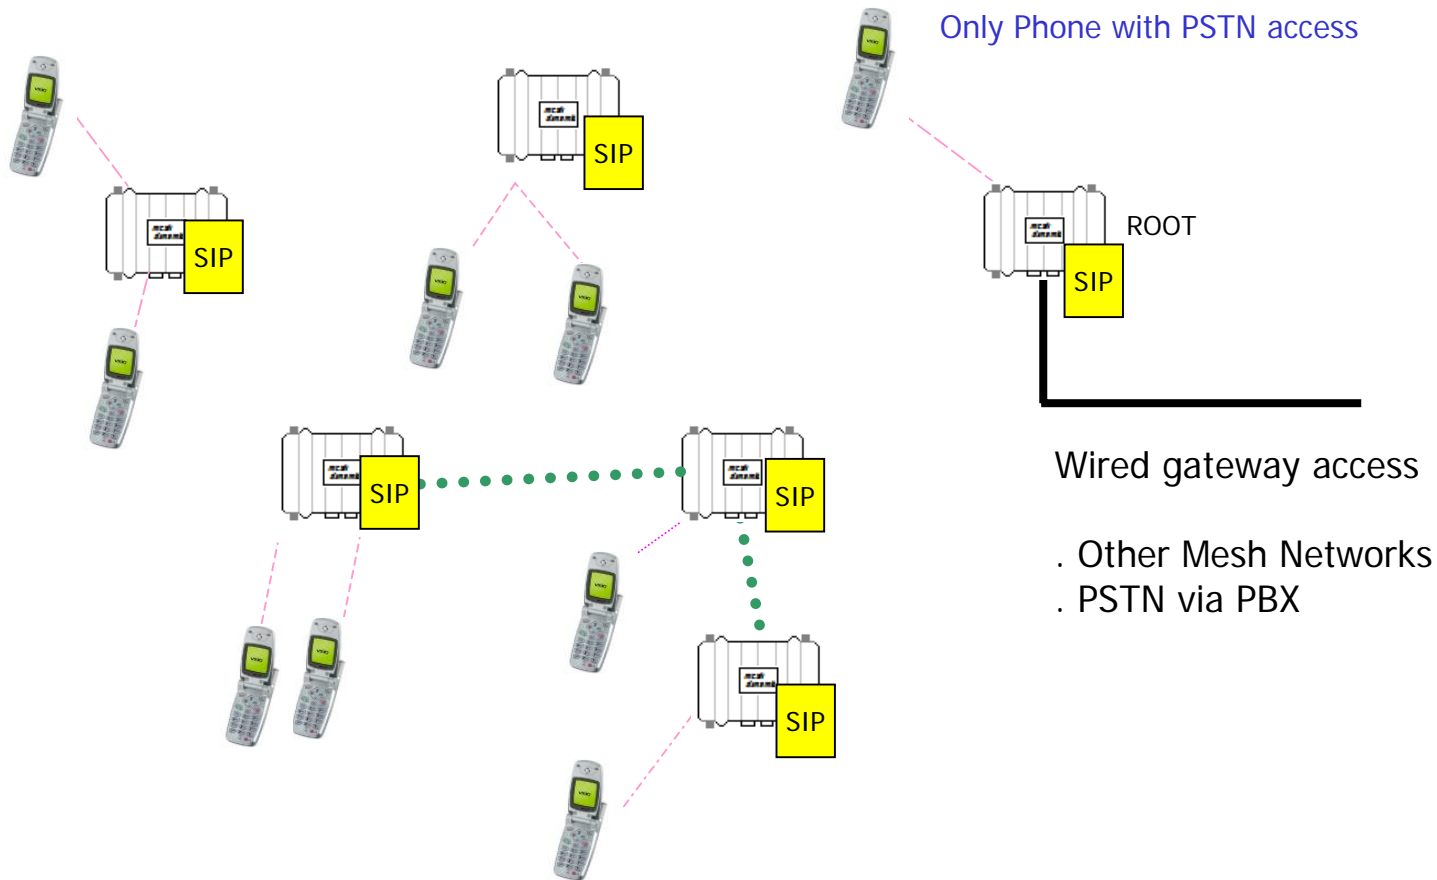 Only Phone with PSTN access
SIP
SIP
ROOT
SIP
SIP
SIP
Wired gateway access
. Other Mesh Networks
. PSTN via PBX
SIP